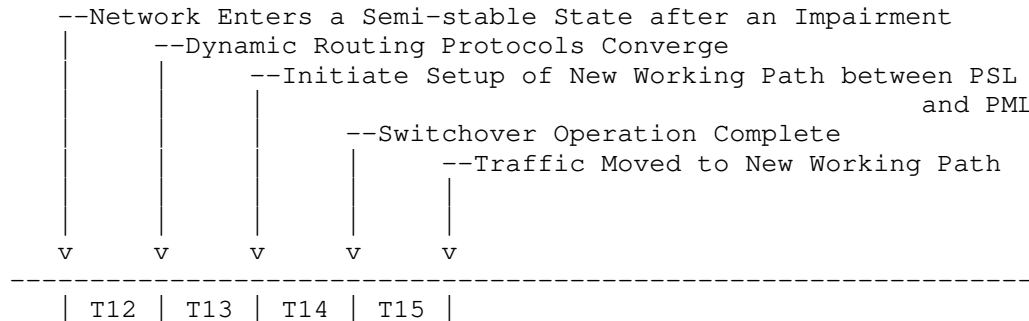 --Network Enters a Semi-stable State after an Impairment
| --Dynamic Routing Protocols Converge
| | --Initiate Setup of New Working Path between PSL
| | | and PML
| | | --Switchover Operation Complete
| | | | --Traffic Moved to New Working Path
| | | | |
| | | | |
v v v v v
-----------------------------------------------------------------
| T12 | T13 | T14 | T15 |